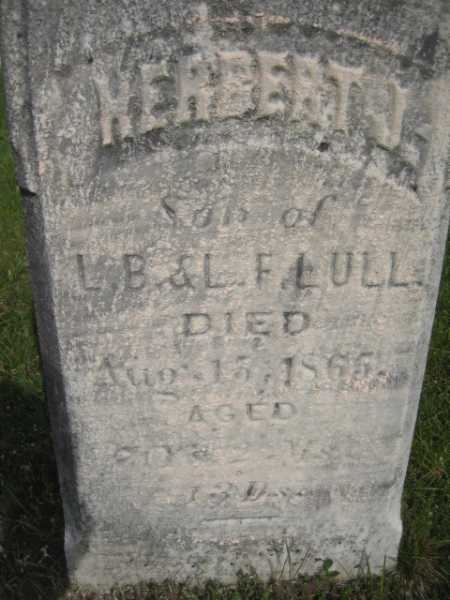 HERBERT J.
Son of
L.B.&L.F.LULL.
DIED
Aug. 15, 1865.
AGED